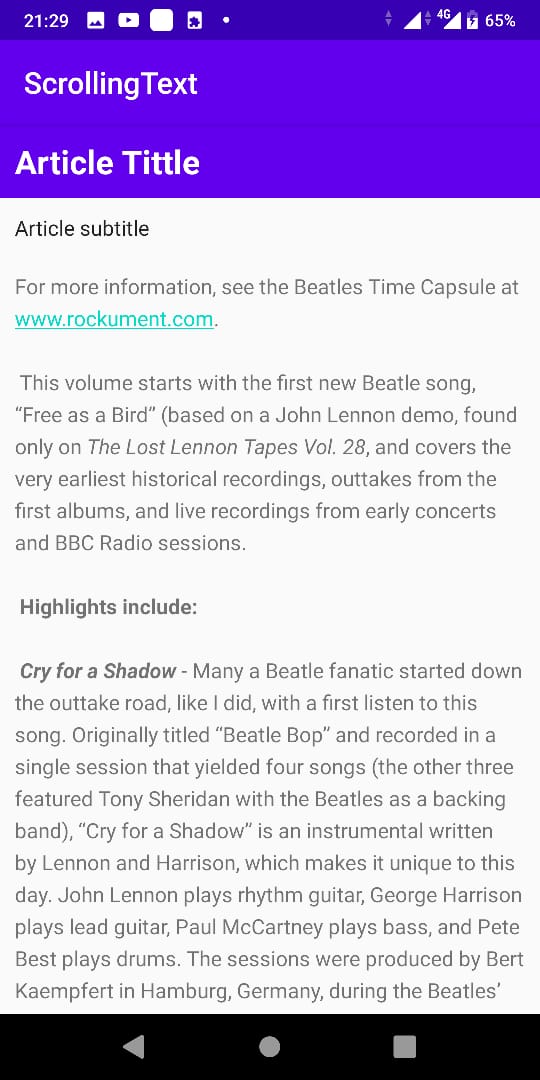 21:29 4G 65%
ScrollingText
Article Tittle
Article subtitle
For more information, see the Beatles Time Capsule at
www.rockument.com.
This volume starts with the first new Beatle song,
“Free as a Bird” (based on a John Lennon demo, found
only on The Lost Lennon Tapes Vol. 28, and covers the
very earliest historical recordings, outtakes from the
first albums, and live recordings from early concerts
and BBC Radio sessions.
Highlights include:
Cry for a Shadow - Many a Beatle fanatic started down
the outtake road, like I did, with a first listen to this
song. Originally titled “Beatle Bop” and recorded in a
single session that yielded four songs (the other three
featured Tony Sheridan with the Beatles as a backing
band), “Cry for a Shadow” is an instrumental written
by Lennon and Harrison, which makes it unique to this
day. John Lennon plays rhythm guitar, George Harrison
plays lead guitar, Paul McCartney plays bass, and Pete
Best plays drums. The sessions were produced by Bert
Kaempfert in Hamburg, Germany, during the Beatles’